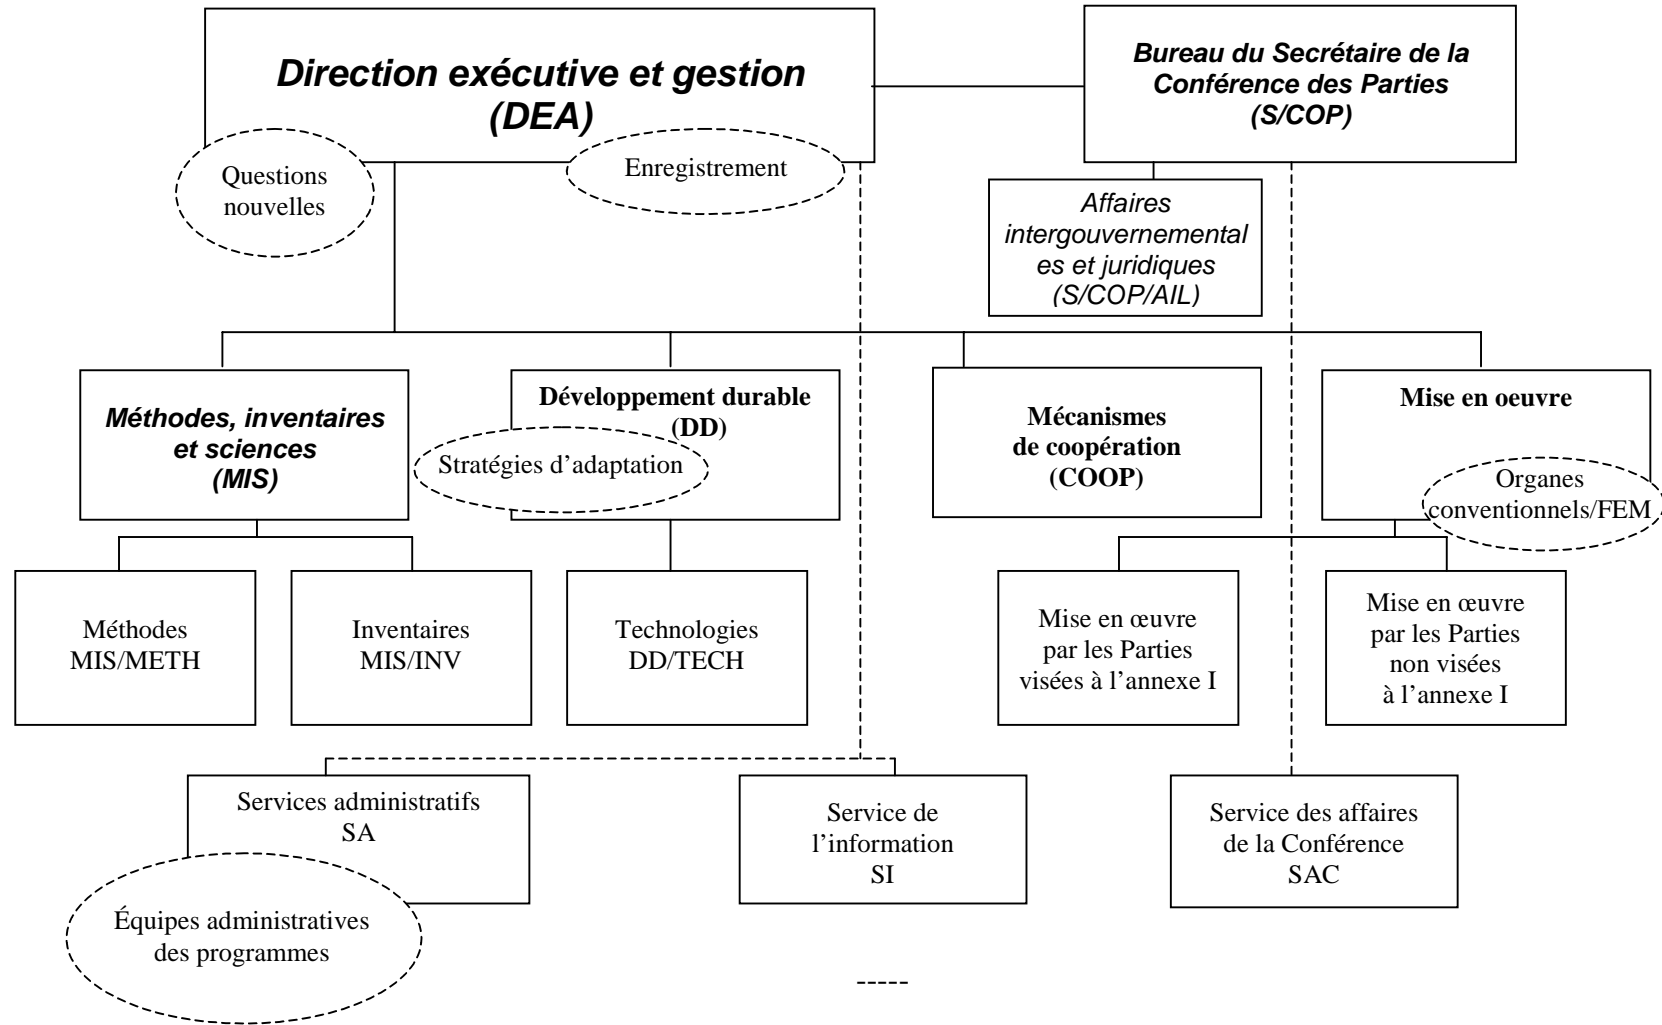 Direction exécutive et gestion
(DEA)
Bureau du Secrétaire de la
Conférence des Parties
(S/COP)
Questions
nouvelles
Enregistrement
Affaires
intergouvernemental
es et juridiques
(S/COP/AIL)
Méthodes, inventaires
et sciences
(MIS)
Développement durable
(DD)
Stratégies d’adaptation
Mécanismes
de coopération
(COOP)
Mise en oeuvre
Organes
conventionnels/FEM
Méthodes
MIS/METH
Inventaires
MIS/INV
Technologies
DD/TECH
Mise en œuvre
par les Parties
visées à l’annexe I
Mise en œuvre
par les Parties
non visées
à l’annexe I
Services administratifs
SA
Équipes administratives
des programmes
Service de
l’information
SI
Service des affaires
de la Conférence
SAC
-----